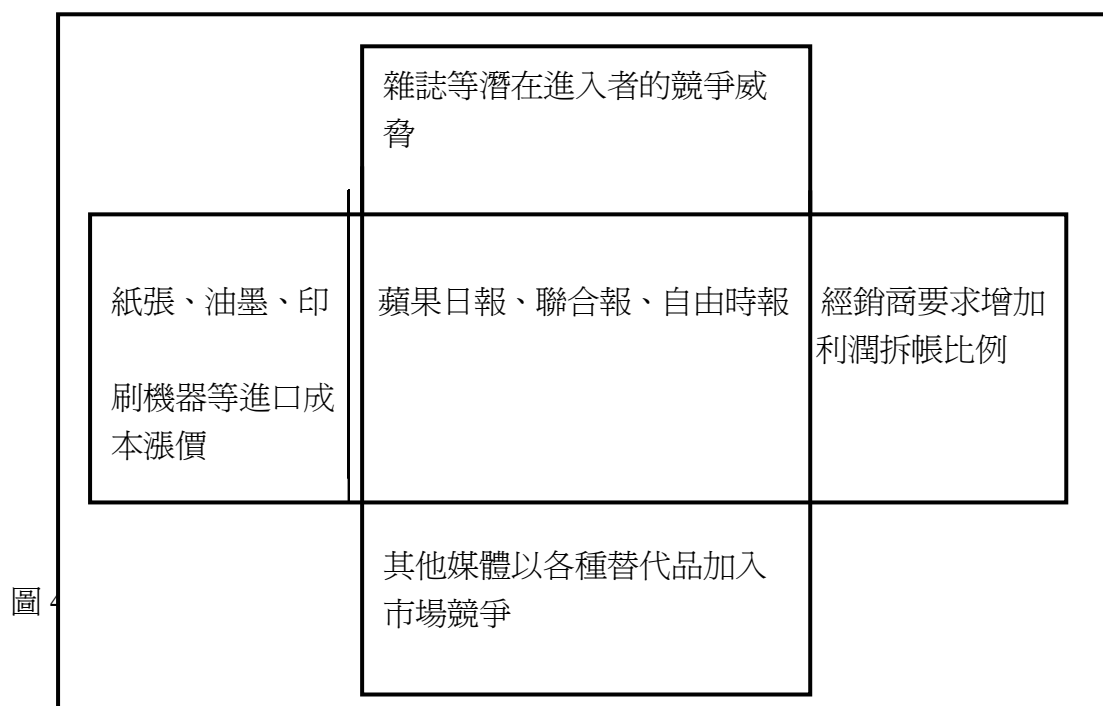 雜誌等潛在進入者的競爭威
脅
紙張、油墨、印
刷機器等進口成
本漲價
蘋果日報、聯合報、自由時報
經銷商要求增加
利潤拆帳比例
其他媒體以各種替代品加入
市場競爭
圖